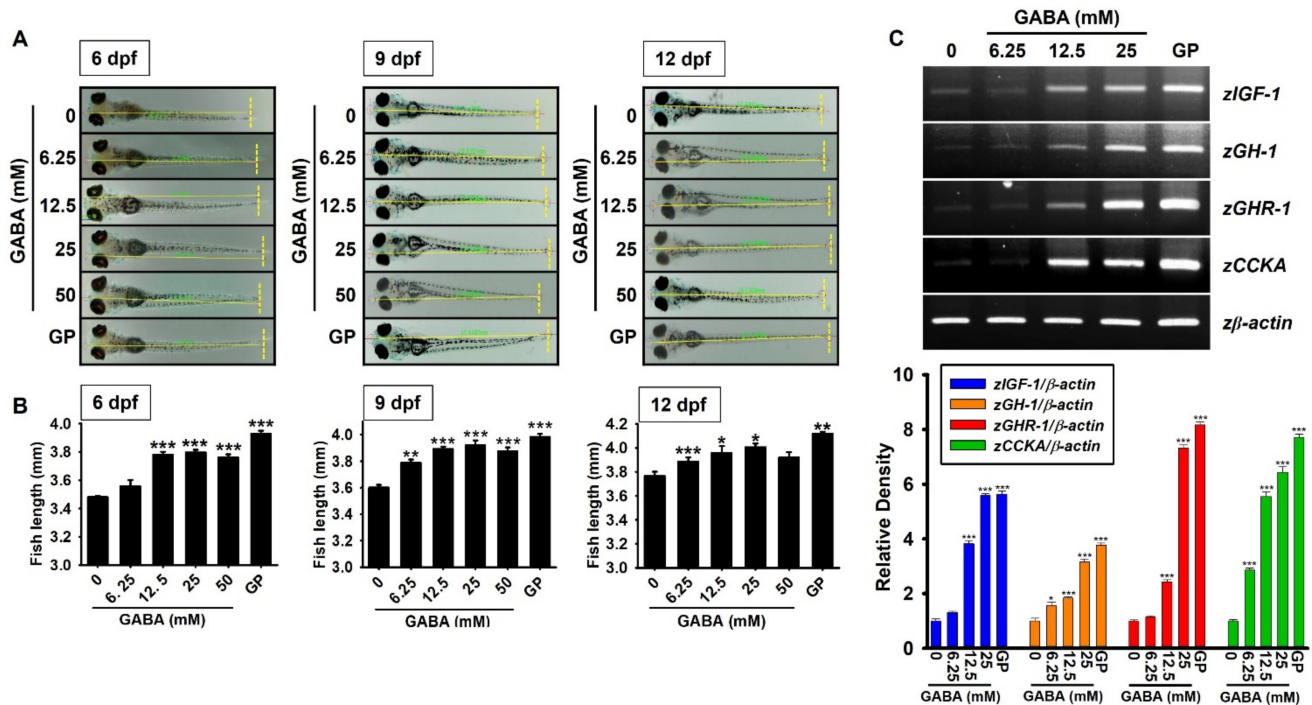 A
6 dpf
9 dpf
12 dpf
GABA (mM)
0
6.25
12.5
25
50
GP
GABA (mM)
0
6.25
12.5
25
50
GP
GABA (mM)
0
6.25
12.5
25
50
GP
B
6 dpf
Fish length (mm)
4.2
4.0
3.8
3.6
3.4
3.2
3.0
*** *** *** ***
0 6.25 12.5 25 50 GP
GABA (mM)
9 dpf
Fish length (mm)
4.2
4.0
3.8
3.6
3.4
3.2
3.0
** *** *** *** ***
0 6.25 12.5 25 50 GP
GABA (mM)
12 dpf
Fish length (mm)
4.2
4.0
3.8
3.6
3.4
3.2
3.0
*** * * **
0 6.25 12.5 25 50 GP
GABA (mM)
C
GABA (mM)
0 6.25 12.5 25 GP
zIGF-1
zGH-1
zGHR-1
zCCKA
zβ-actin
Relative Density
10
8
6
4
2
0
zIGF-1/β-actin
zGH-1/β-actin
zGHR-1/β-actin
zCCKA/β-actin
*** *** ***
* *** *** ***
*** *** ***
*** *** *** ***
0 6.25 12.5 25 GP
0 6.25 12.5 25 GP
0 6.25 12.5 25 GP
0 6.25 12.5 25 GP
GABA (mM)
GABA (mM)
GABA (mM)
GABA (mM)